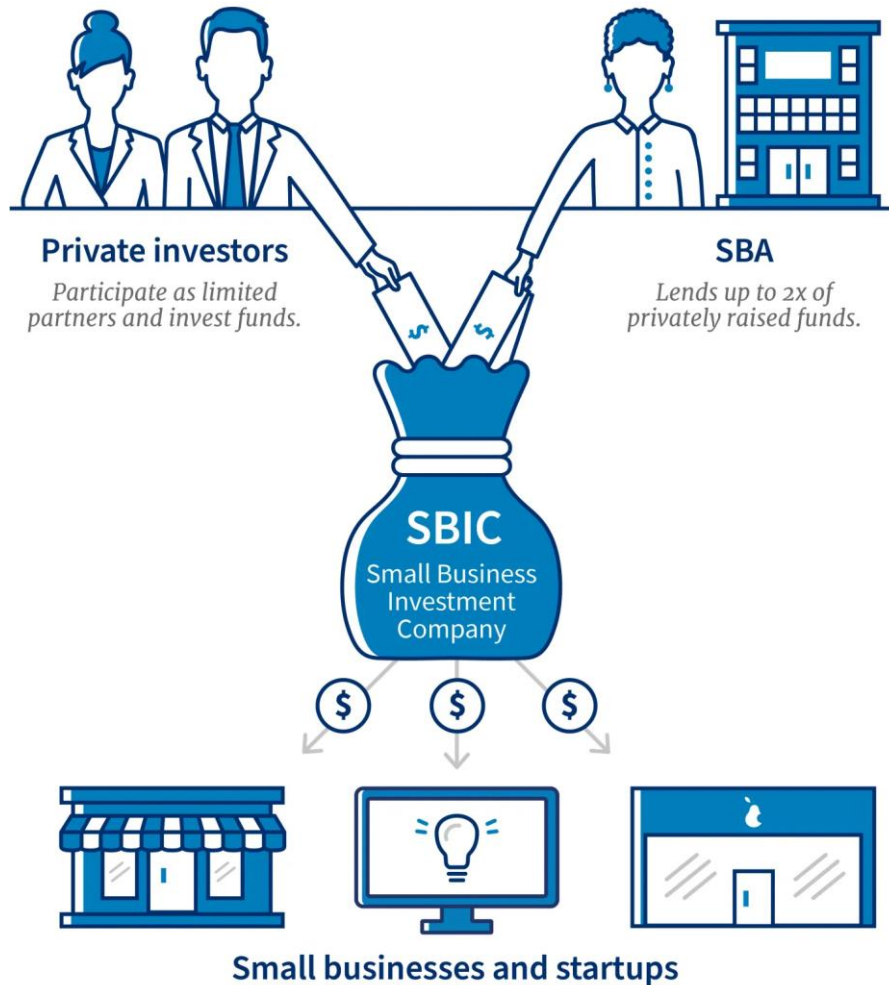 Private investors
Participate as limited
partners and invest funds.
SBA
Lends up to 2x of
privately raised funds.
$
$
SBIC
Small Business
Investment
Company
$
$
$
Small businesses and startups